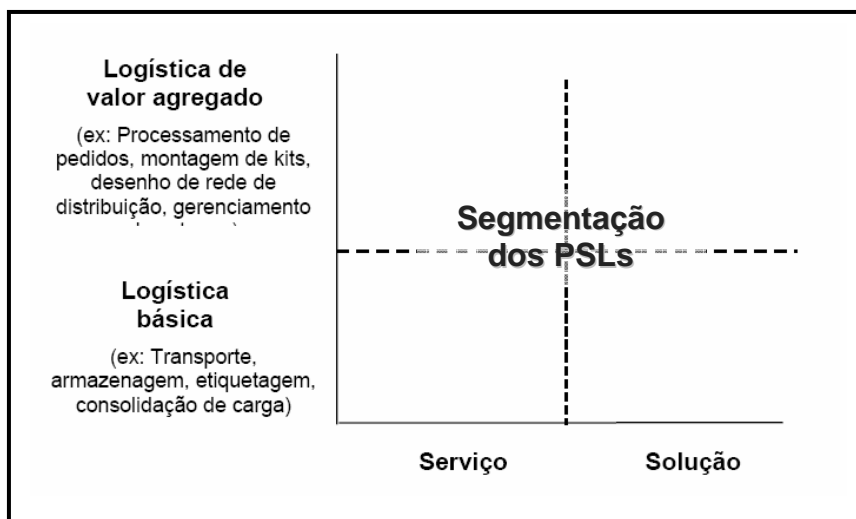 Logística de
valor agregado
(ex: Processamento de
pedidos, montagem de kits,
desenho de rede de
distribuição, gerenciamento
Segmentação
dos PSLs
Logística
básica
(ex: Transporte,
armazenagem, etiquetagem,
consolidação de carga)
Serviço
Solução